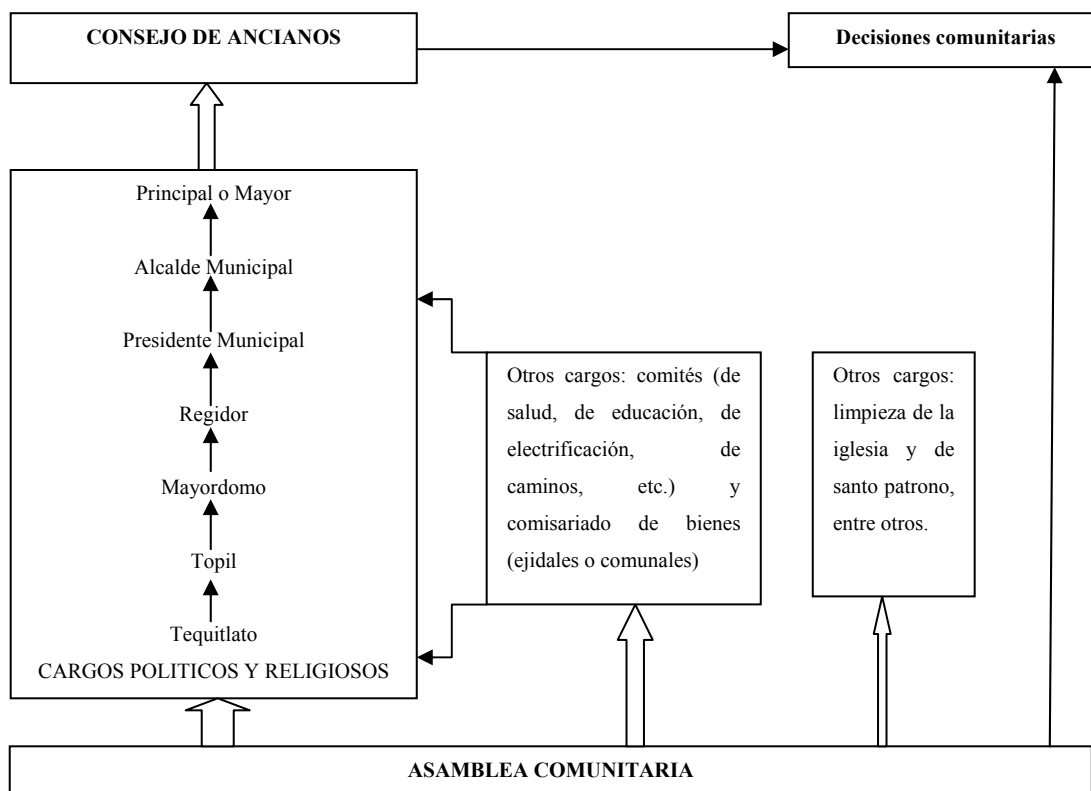 CONSEJO DE ANCIANOS
Decisiones comunitarias
Principal o Mayor
Alcalde Municipal
Presidente Municipal
Regidor
Mayordomo
Topil
Tequitlato
CARGOS POLITICOS Y RELIGIOSOS
Otros cargos: comités (de
salud, de educación, de
electrificación, de
caminos, etc.) y
comisariado de bienes
(ejidales o comunales)
Otros cargos:
limpieza de la
iglesia y de
santo patrono,
entre otros.
ASAMBLEA COMUNITARIA